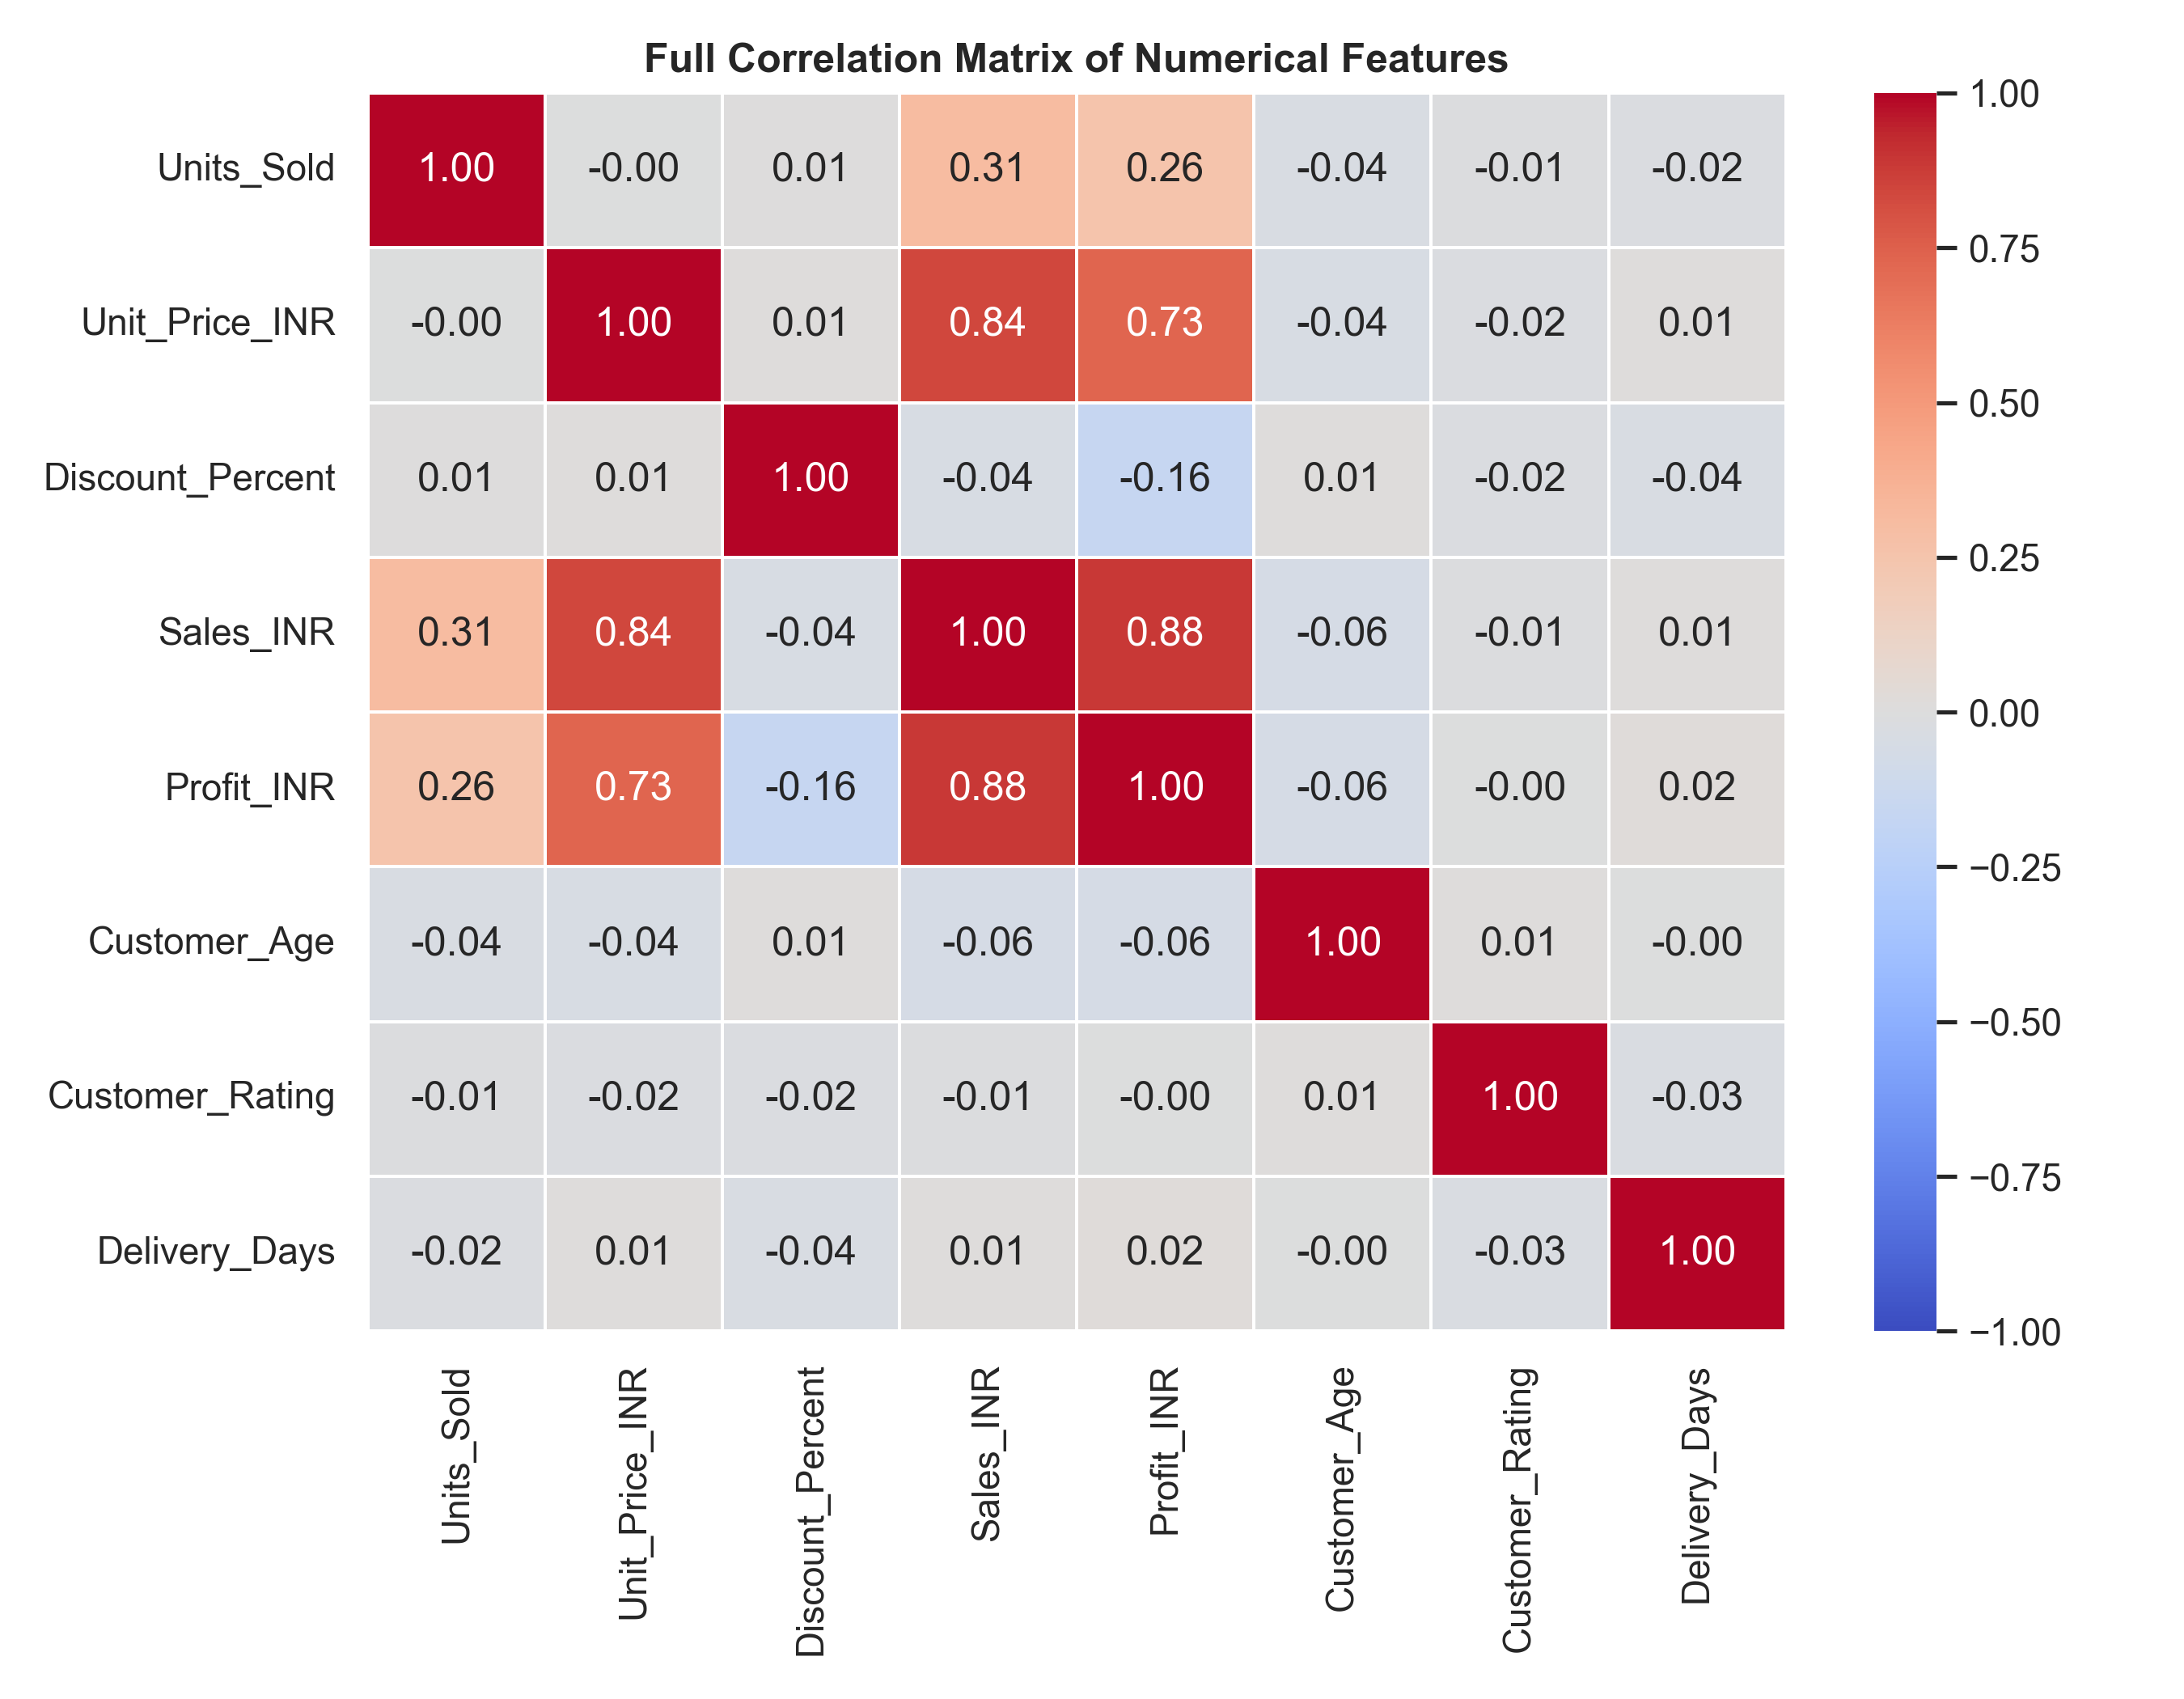 Full Correlation Matrix of Numerical Features
Units_Sold 1.00 -0.00 0.01 0.31 0.26 -0.04 -0.01 -0.02
Unit_Price_INR -0.00 1.00 0.01 0.84 0.73 -0.04 -0.02 0.01
Discount_Percent 0.01 0.01 1.00 -0.04 -0.16 0.01 -0.02 -0.04
Sales_INR 0.31 0.84 -0.04 1.00 0.88 -0.06 -0.01 0.01
Profit_INR 0.26 0.73 -0.16 0.88 1.00 -0.06 -0.00 0.02
Customer_Age -0.04 -0.04 0.01 -0.06 -0.06 1.00 0.01 -0.00
Customer_Rating -0.01 -0.02 -0.02 -0.01 -0.00 0.01 1.00 -0.03
Delivery_Days -0.02 0.01 -0.04 0.01 0.02 -0.00 -0.03 1.00
Units_Sold
Unit_Price_INR
Discount_Percent
Sales_INR
Profit_INR
Customer_Age
Customer_Rating
Delivery_Days
1.00
0.75
0.50
0.25
0.00
−0.25
−0.50
−0.75
−1.00